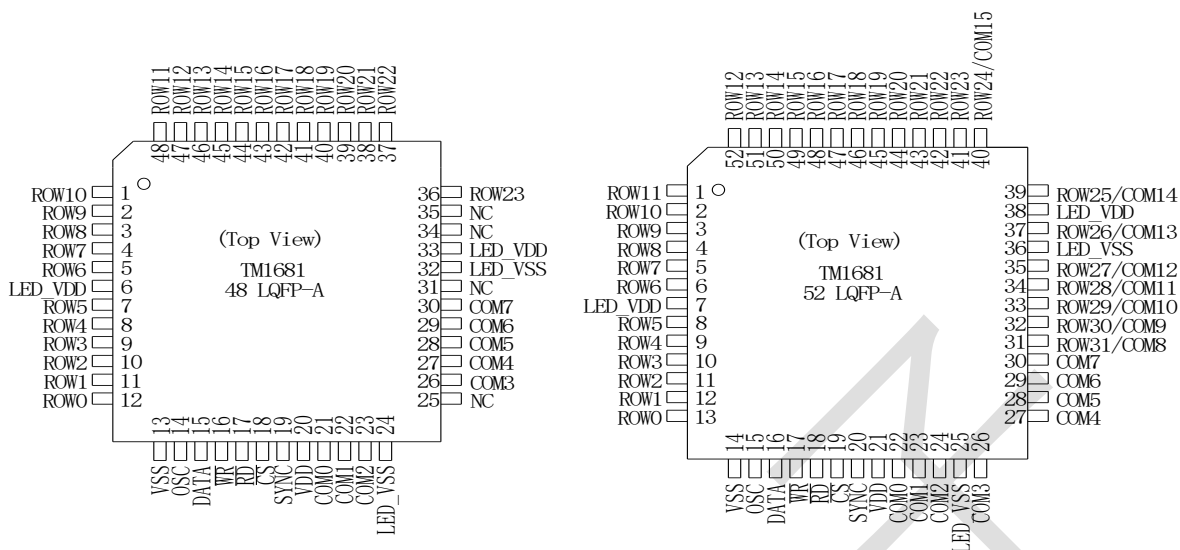 ROW11
ROW12
ROW13
ROW14
ROW15
ROW16
ROW17
ROW18
ROW19
ROW20
ROW21
ROW22
48
47
46
45
44
43
42
41
40
39
38
37
ROW10 1
ROW9 2
ROW8 3
ROW7 4
ROW6 5
LED_VDD 6
ROW5 7
ROW4 8
ROW3 9
ROW2 10
ROW1 11
ROW0 12
(Top View)
TM1681
48 LQFP-A
36 ROW23
35 NC
34 NC
33 LED_VDD
32 LED_VSS
31 NC
30 COM7
29 COM6
28 COM5
27 COM4
26 COM3
25 NC
13
14
15
16
17
18
19
20
21
22
23
24
VSS
OSC
DATA
WR
RD
CS
SYNC
VDD
COM0
COM1
COM2
LED_VSS
ROW12
ROW13
ROW14
ROW15
ROW16
ROW17
ROW18
ROW19
ROW20
ROW21
ROW22
ROW23
ROW24/COM15
52
51
50
49
48
47
46
45
44
43
42
41
40
ROW11 1
ROW10 2
ROW9 3
ROW8 4
ROW7 5
ROW6 6
LED_VDD 7
ROW5 8
ROW4 9
ROW3 10
ROW2 11
ROW1 12
ROW0 13
(Top View)
TM1681
52 LQFP-A
39 ROW25/COM14
38 LED_VDD
37 ROW26/COM13
36 LED_VSS
35 ROW27/COM12
34 ROW28/COM11
33 ROW29/COM10
32 ROW30/COM9
31 ROW31/COM8
30 COM7
29 COM6
28 COM5
27 COM4
14
15
16
17
18
19
20
21
22
23
24
25
26
VSS
OSC
DATA
WR
RD
CS
SYNC
VDD
COM0
COM1
COM2
LED_VSS
COM3